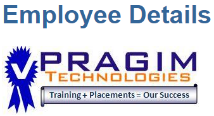 Employee Details
PRAGIM
TECHNOLOGIES
Training + Placements = Our Success